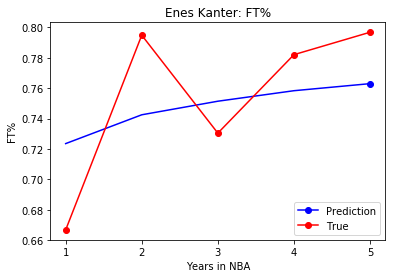 Enes Kanter: FT%
0.80
0.78
0.76
0.74
0.72
0.70
0.68
0.66
FT%
1
2
3
4
5
Years in NBA
Prediction
True